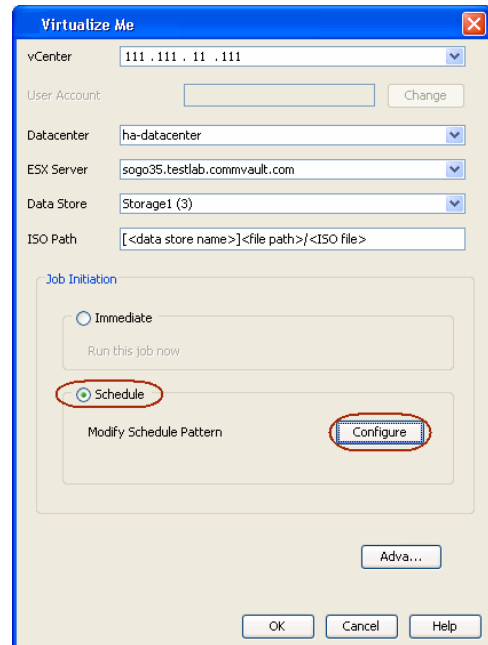 Virtualize Me
vCenter 111 . 111 . 11 . 111
User Account Change
Datacenter ha-datacenter
ESX Server sogo35.testlab.commvault.com
Data Store Storage1 (3)
ISO Path [<data store name>]<file path>/<ISO file>
Job Initiation
Immediate
Run this job now
Schedule
Modify Schedule Pattern Configure
Adva...
OK Cancel Help